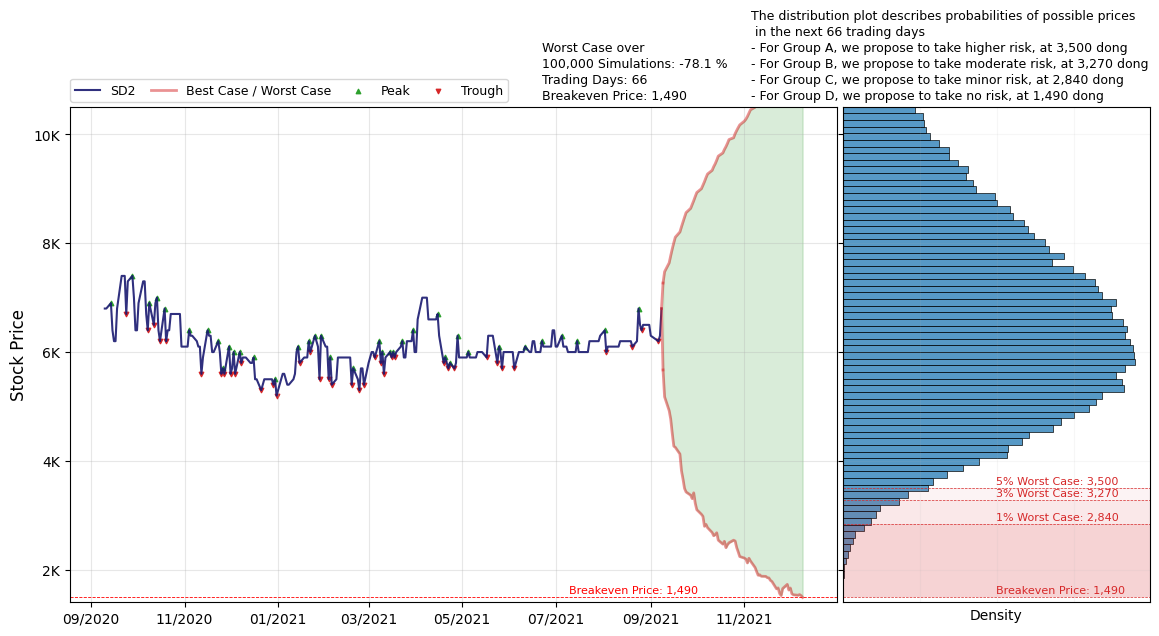 The distribution plot describes probabilities of possible prices
in the next 66 trading days
- For Group A, we propose to take higher risk, at 3,500 dong
- For Group B, we propose to take moderate risk, at 3,270 dong
- For Group C, we propose to take minor risk, at 2,840 dong
- For Group D, we propose to take no risk, at 1,490 dong
Worst Case over
100,000 Simulations: -78.1 %
Trading Days: 66
Breakeven Price: 1,490
SD2
Best Case / Worst Case
Peak
Trough
Stock Price
10K
8K
6K
4K
2K
Breakeven Price: 1,490
09/2020
11/2020
01/2021
03/2021
05/2021
07/2021
09/2021
11/2021
5% Worst Case: 3,500
3% Worst Case: 3,270
1% Worst Case: 2,840
Breakeven Price: 1,490
Density